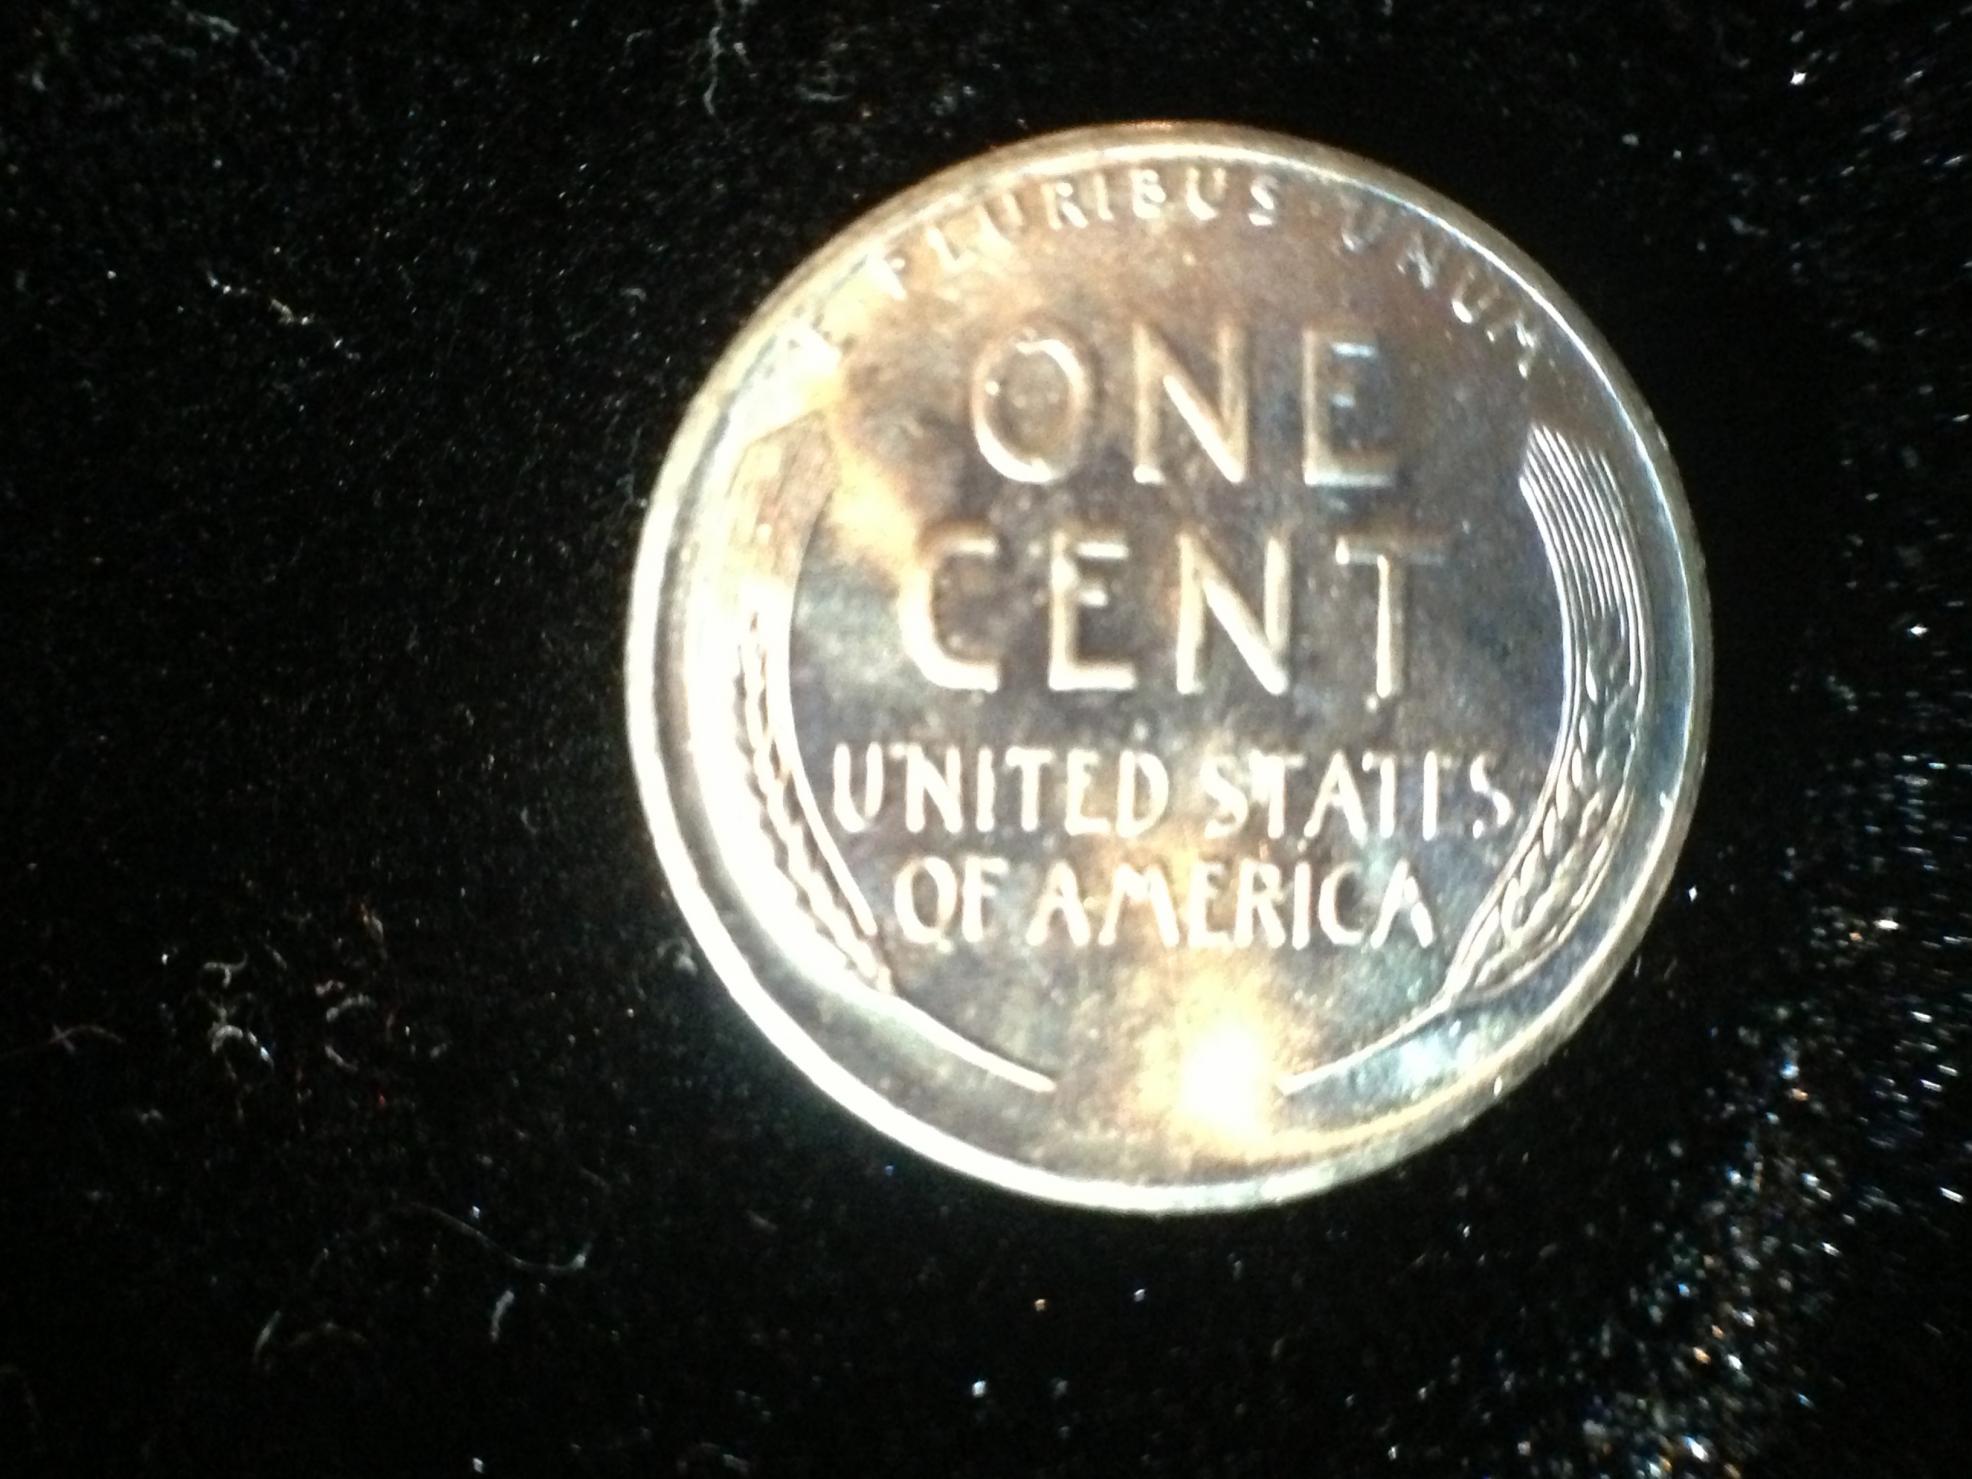 PLURIBUS UNUM
ONE
CENT
UNITED STATES
OF AMERICA